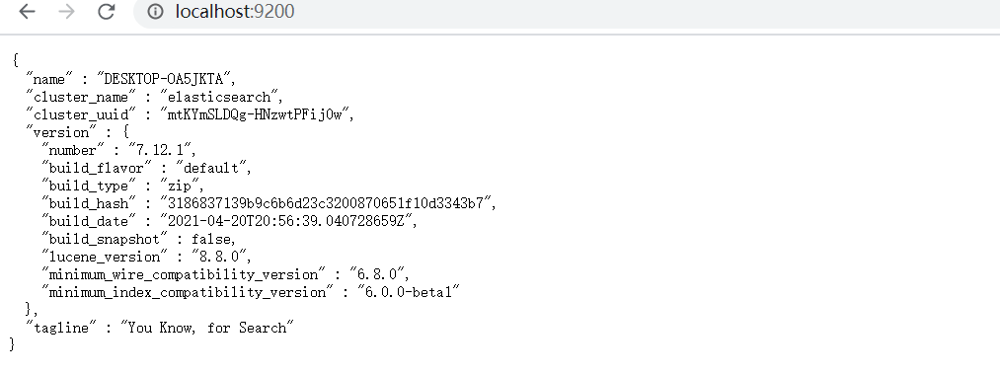 localhost:9200
{
"name" : "DESKTOP-OA5JKTA",
"cluster_name" : "elasticsearch",
"cluster_uuid" : "mtKYmSLDQg-HNzwtPFij0w",
"version" : {
"number" : "7.12.1",
"build_flavor" : "default",
"build_type" : "zip",
"build_hash" : "3186837139b9c6b6d23c3200870651f10d3343b7",
"build_date" : "2021-04-20T20:56:39.040728659Z",
"build_snapshot" : false,
"lucene_version" : "8.8.0",
"minimum_wire_compatibility_version" : "6.8.0",
"minimum_index_compatibility_version" : "6.0.0-beta1"
},
"tagline" : "You Know, for Search"
}